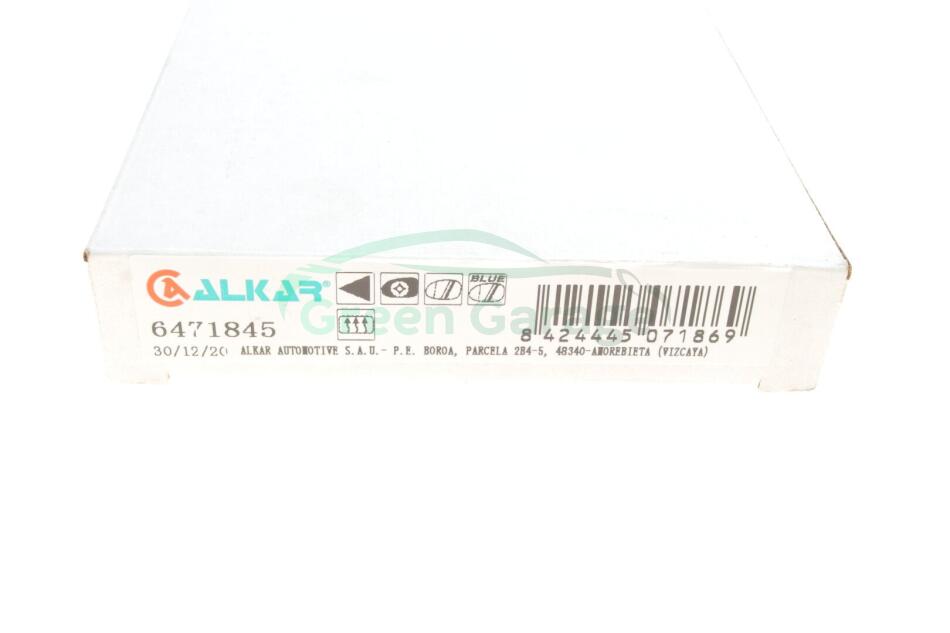 ALKAR®
BLUE
6471845
Green Garage
8 424445 071869
30/12/20 ALKAR AUTOMOTIVE S.A.U.- P.E. BOROA, PARCELA 2B4-5, 48340-AMOREBIETA (VIZCAYA)